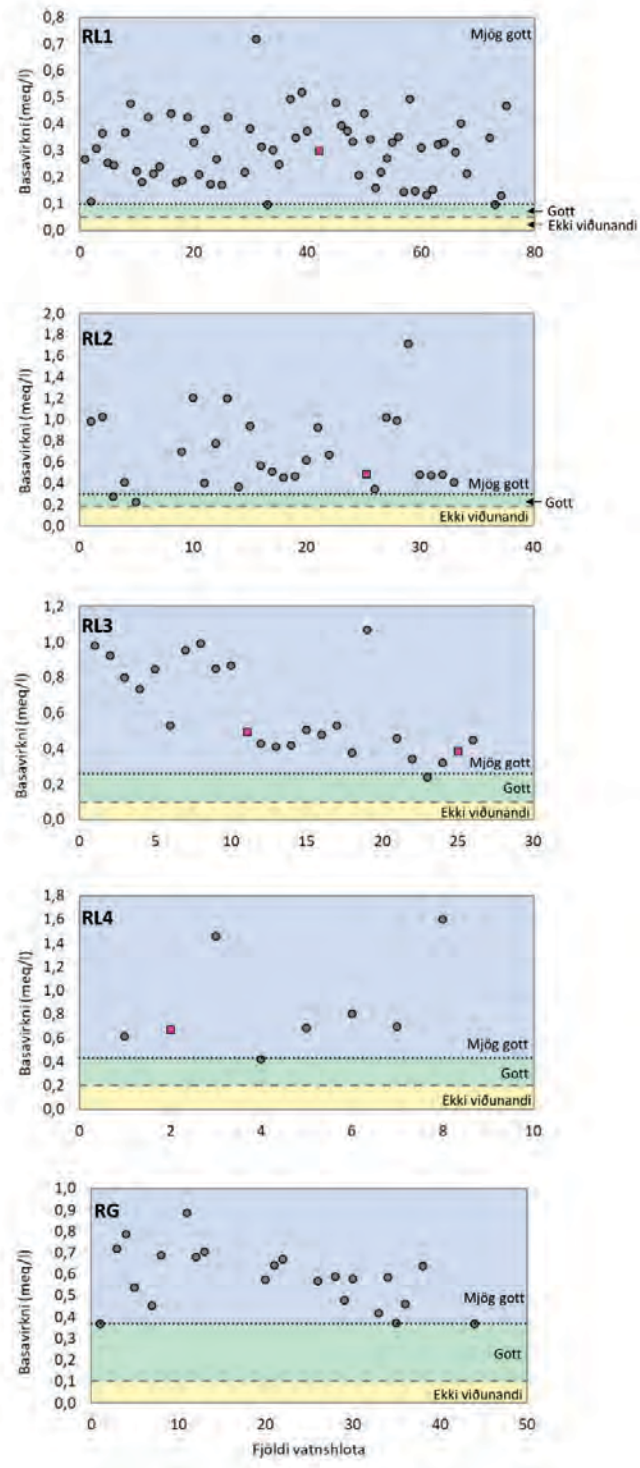 RL1
Mjög gott
0,8
0,7
0,6
0,5
0,4
0,3
0,2
0,1
0,0
Basavirkni (meq/l)
Gott
Ekki viðunandi
0 20 40 60 80
RL2
2,0
1,8
1,6
1,4
1,2
1,0
0,8
0,6
0,4
0,2
0,0
Basavirkni (meq/l)
Mjög gott
Gott
Ekki viðunandi
0 10 20 30 40
RL3
1,2
1,0
0,8
0,6
0,4
0,2
0,0
Basavirkni (meq/l)
Mjög gott
Gott
Ekki viðunandi
0 5 10 15 20 25 30
RL4
1,8
1,6
1,4
1,2
1,0
0,8
0,6
0,4
0,2
0,0
Basavirkni (meq/l)
Mjög gott
Gott
Ekki viðunandi
0 2 4 6 8 10
RG
1,0
0,9
0,8
0,7
0,6
0,5
0,4
0,3
0,2
0,1
0,0
Basavirkni (meq/l)
Mjög gott
Gott
Ekki viðunandi
0 10 20 30 40 50
Fjöldi vatnshlota